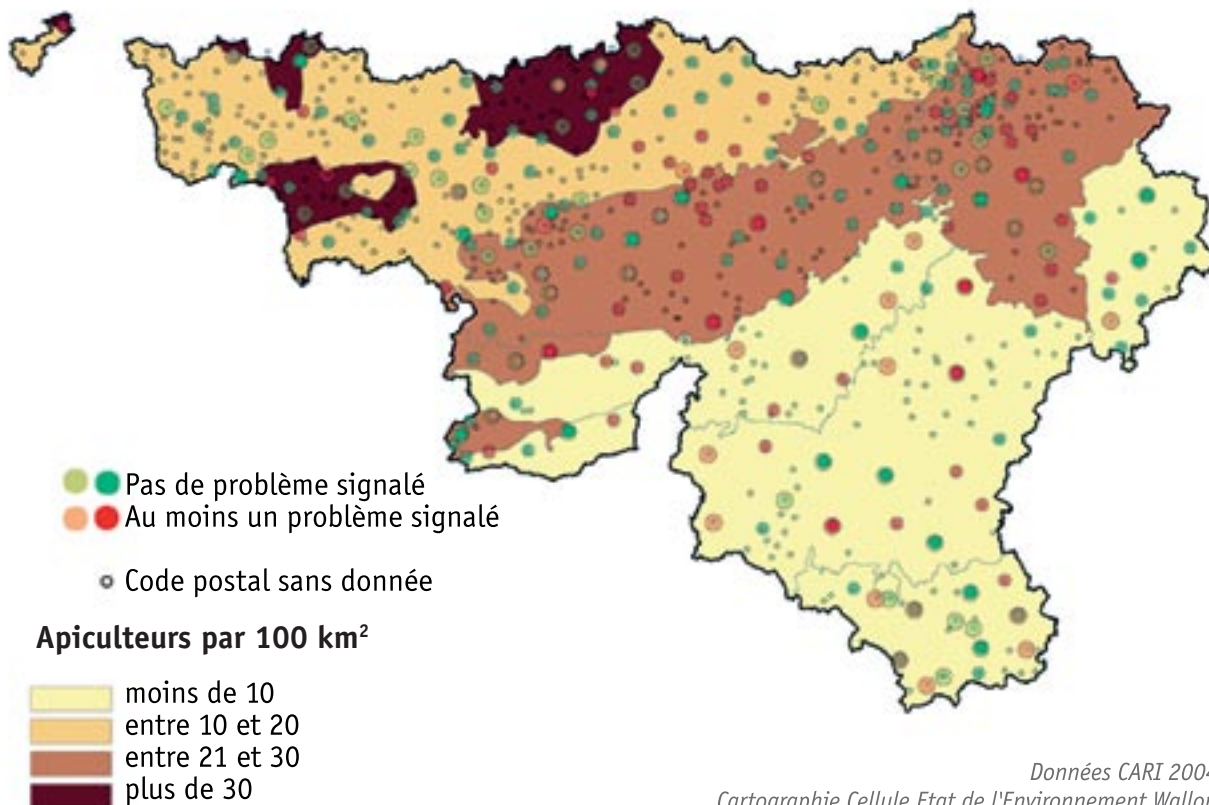 Pas de problème signalé
Au moins un problème signalé
Code postal sans donnée
Apiculteurs par 100 km²
moins de 10
entre 10 et 20
entre 21 et 30
plus de 30
Données CARI 2004
Cartographie Cellule Etat de l'Environnement Wallon